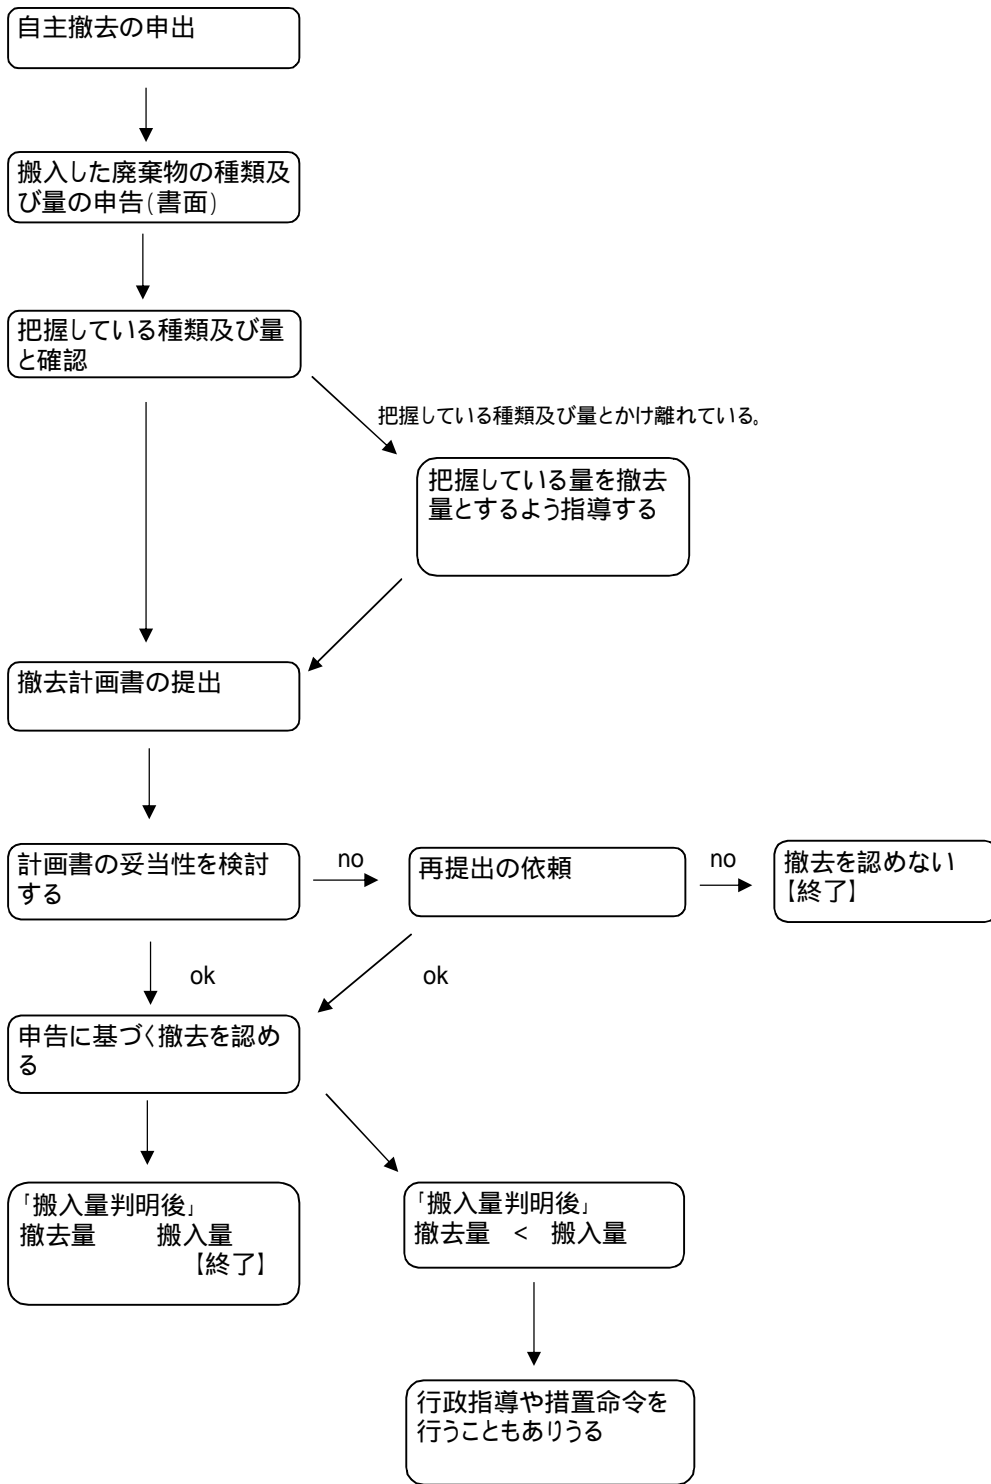 自主撤去の申出
搬入した廃棄物の種類及
び量の申告(書面)
把握している種類及び量
と確認
把握している種類及び量とかけ離れている。
把握している量を撤去
量とするよう指導する
撤去計画書の提出
計画書の妥当性を検討
する
no
再提出の依頼
no
撤去を認めない
【終了】
ok
ok
申告に基づく撤去を認め
る
「搬入量判明後」
撤去量　　搬入量
【終了】
「搬入量判明後」
撤去量 < 搬入量
行政指導や措置命令を
行うこともありうる